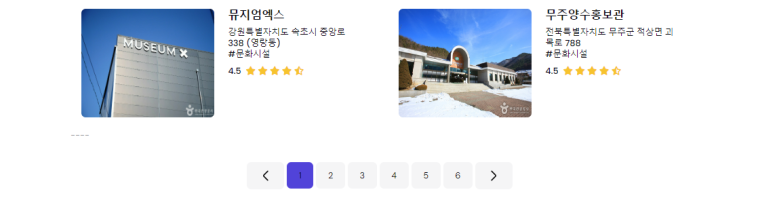 뮤지엄엑스
강원특별자치도 속초시 중앙로
338 (영랑동)
#문화시설
4.5
MUSEUM X
무주양수홍보관
전북특별자치도 무주군 적상면 괴
목로 788
#문화시설
4.5
----
1 2 3 4 5 6